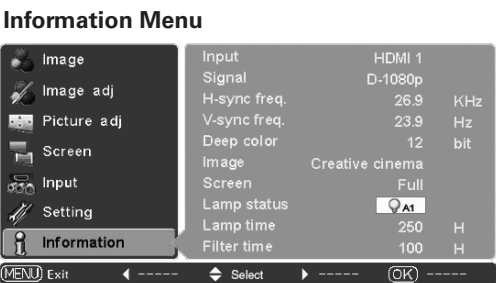 Information Menu
Image
Image adj
Picture adj
Screen
Input
Setting
Information
Input HDMI 1
Signal D-1080p
H-sync freq. 26.9 KHz
V-sync freq. 23.9 Hz
Deep color 12 bit
Image Creative cinema
Screen Full
Lamp status A1
Lamp time 250 H
Filter time 100 H
MENU Exit ◀ ----- Select ▶ ----- OK -----